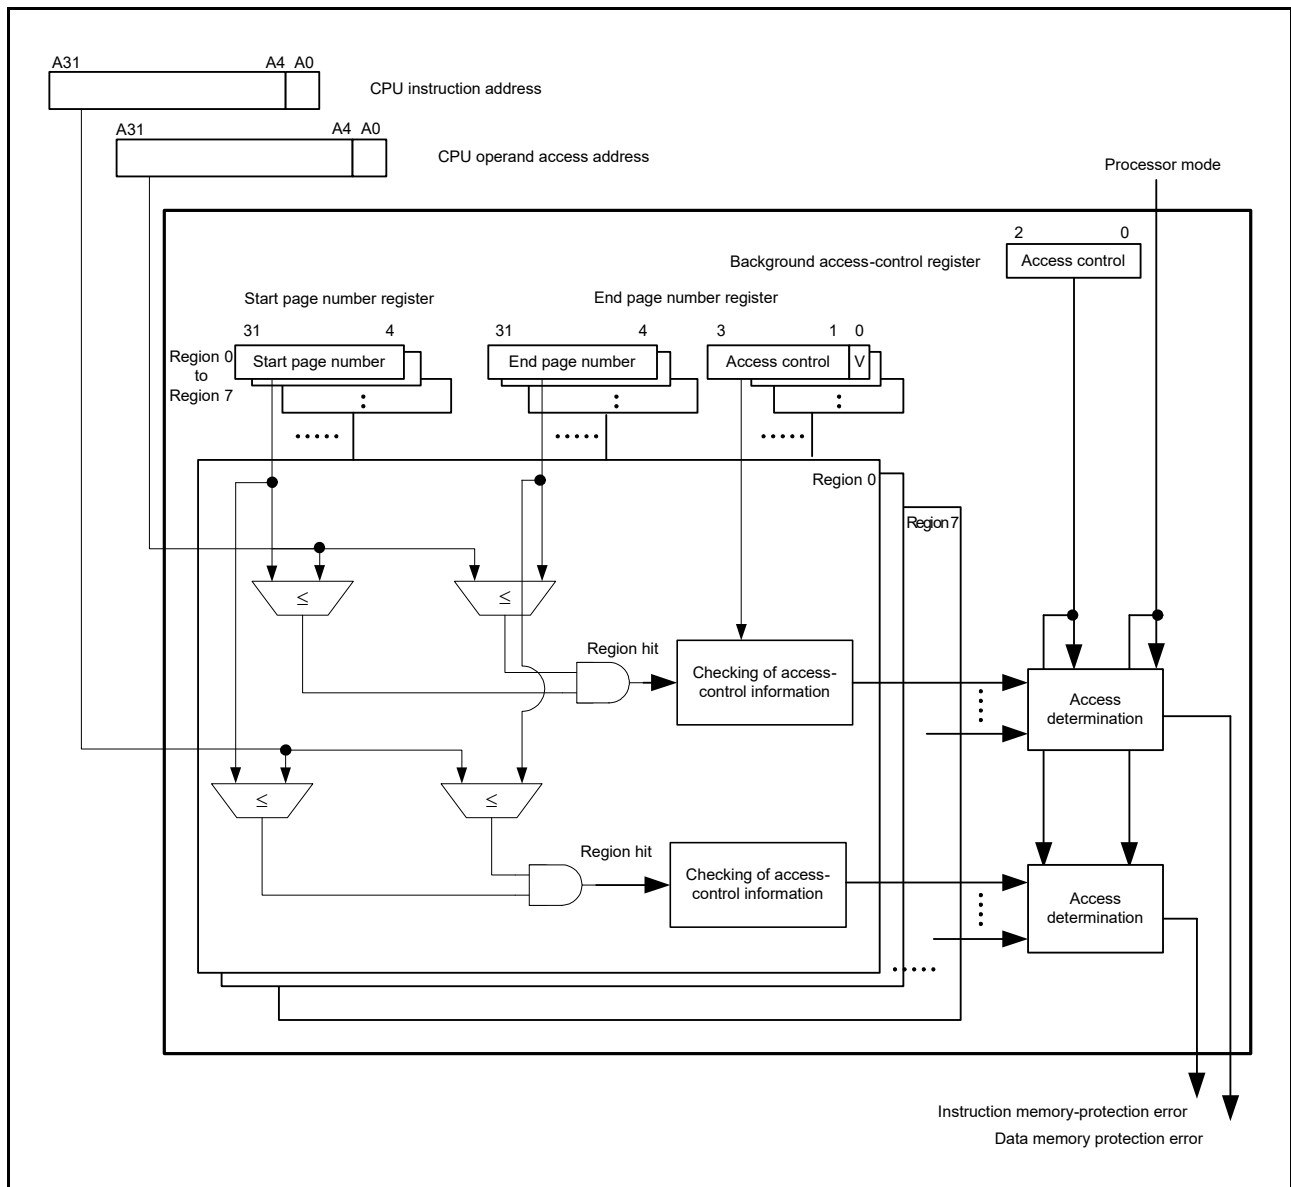 A31 A4 A0
CPU instruction address
A31 A4 A0
CPU operand access address
Processor mode
2 0
Background access-control register
Access control
Start page number register
End page number register
31 4
31 4
3 1 0
Region 0
to
Region 7
Start page number
End page number
Access control
V
Region 0
Region 7
≤
≤
Region hit
Checking of access-
control information
Access
determination
≤
≤
Region hit
Checking of access-
control information
Access
determination
Instruction memory-protection error
Data memory protection error